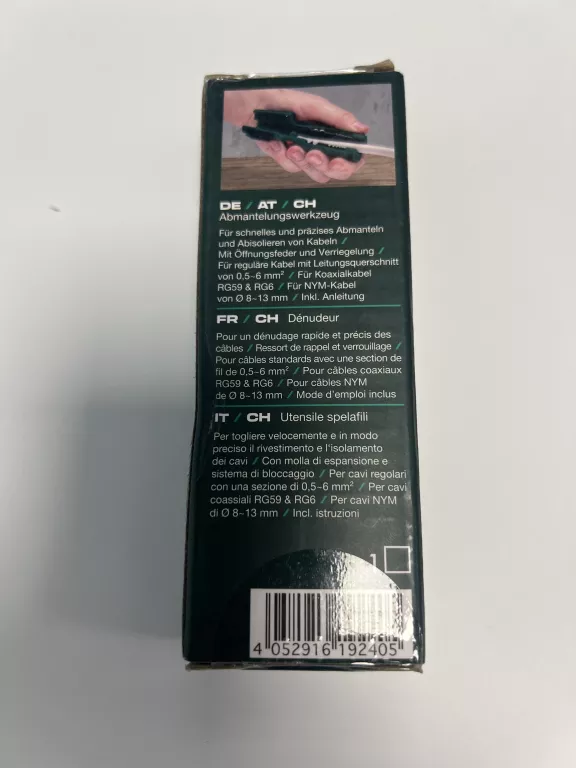 DE / AT / CH
Abmantelungswerkzeug
Für schnelles und präzises Abmanteln
und Abisolieren von Kabeln /
Mit Öffnungsfeder und Verriegelung /
Für reguläre Kabel mit Leitungsquerschnitt
von 0,5–6 mm² / Für Koaxialkabel
RG59 & RG6 / Für NYM-Kabel
von Ø 8–13 mm / Inkl. Anleitung
FR / CH Dénudeur
Pour un dénudage rapide et précis des
câbles / Ressort de rappel et verrouillage /
Pour câbles standards avec une section de
fil de 0,5–6 mm² / Pour câbles coaxiaux
RG59 & RG6 / Pour câbles NYM
de Ø 8–13 mm / Mode d'emploi inclus
IT / CH Utensile spelafili
Per togliere velocemente e in modo
preciso il rivestimento e l'isolamento
dei cavi / Con molla di espansione e
sistema di bloccaggio / Per cavi regolari
con una sezione di 0,5–6 mm² / Per cavi
coassiali RG59 & RG6 / Per cavi NYM
di Ø 8–13 mm / Incl. istruzioni
1
4 052916 192405